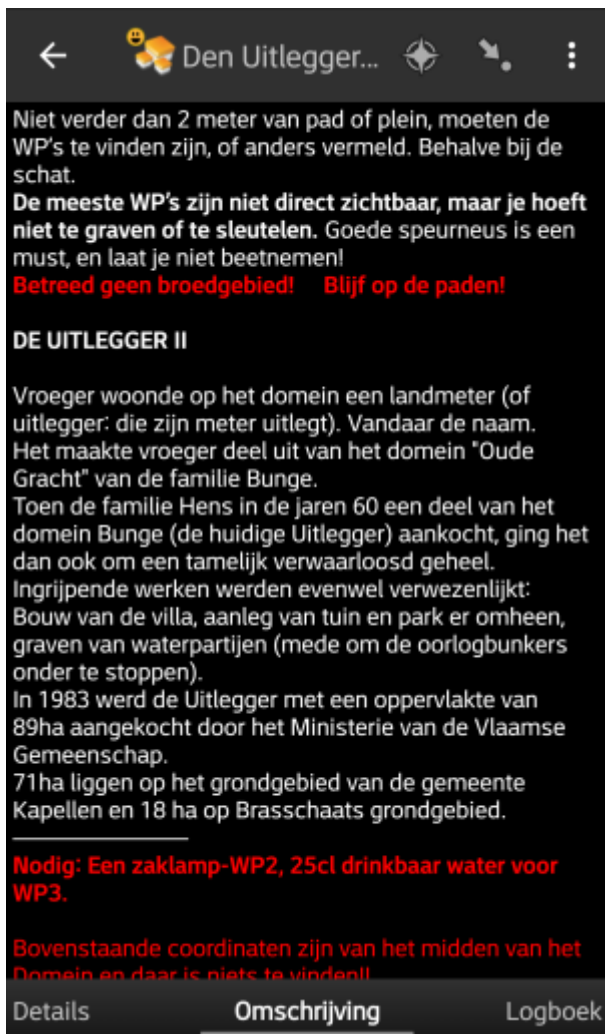 Den Uitlegger...
Niet verder dan 2 meter van pad of plein, moeten de
WP's te vinden zijn, of anders vermeld. Behalve bij de
schat.
De meeste WP's zijn niet direct zichtbaar, maar je hoeft
niet te graven of te sleutelen. Goede speurneus is een
must, en laat je niet beetnemen!
Betreed geen broedgebied! Blijf op de paden!
DE UITLEGGER II
Vroeger woonde op het domein een landmeter (of
uitlegger: die zijn meter uitlegt). Vandaar de naam.
Het maakte vroeger deel uit van het domein "Oude
Gracht" van de familie Bunge.
Toen de familie Hens in de jaren 60 een deel van het
domein Bunge (de huidige Uitlegger) aankocht, ging het
dan ook om een tamelijk verwaarloosd geheel.
Ingrijpende werken werden evenwel verwezenlijkt:
Bouw van de villa, aanleg van tuin en park er omheen,
graven van waterpartijen (mede om de oorlogbunkers
onder te stoppen).
In 1983 werd de Uitlegger met een oppervlakte van
89ha aangekocht door het Ministerie van de Vlaamse
Gemeenschap.
71ha liggen op het grondgebied van de gemeente
Kapellen en 18 ha op Brasschaats grondgebied.
Nodig: Een zaklamp-WP2, 25cl drinkbaar water voor
WP3.
Bovenstaande coordinaten zijn van het midden van het
Domein en daar is niets te vinden!!
Details Omschrijving Logboek